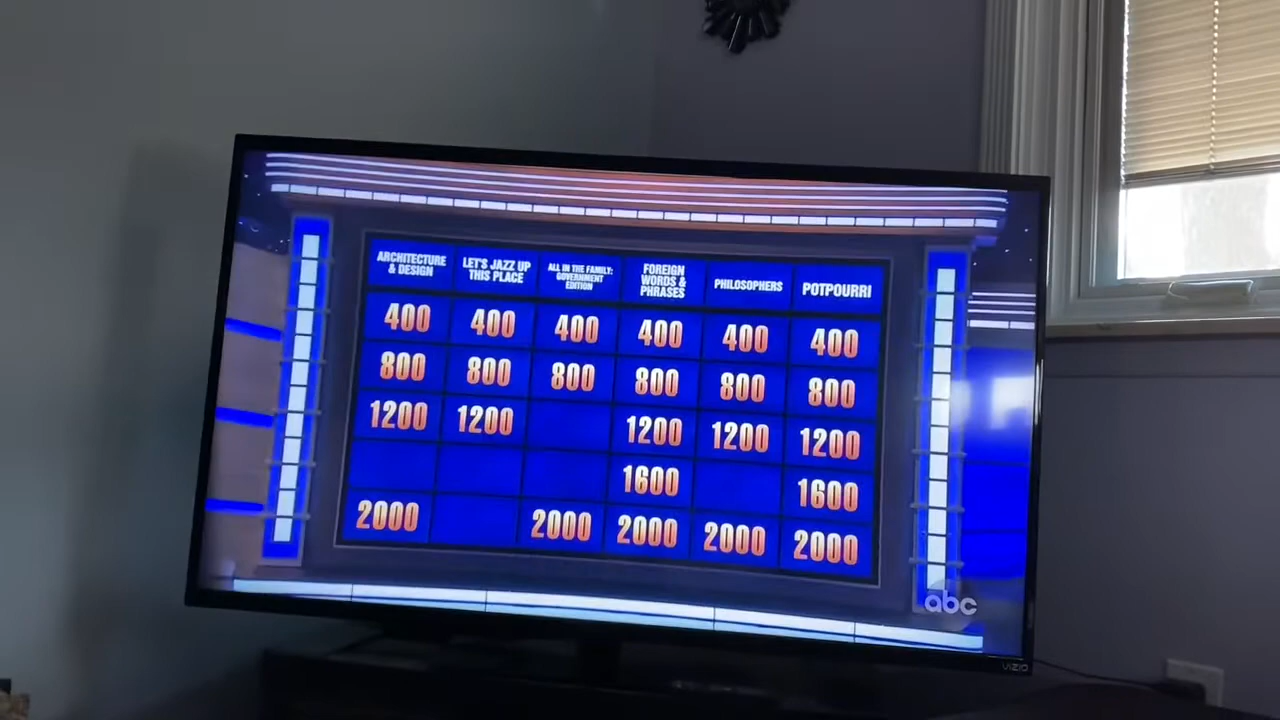 ARCHITECTURE
& DESIGN
LET'S JAZZ UP
THIS PLACE
ALL IN THE FAMILY:
GOVERNMENT
EDITION
FOREIGN
WORDS &
PHRASES
PHILOSOPHERS
POTPOURRI
400 400 400 400 400 400
800 800 800 800 800 800
1200 1200 1200 1200 1200
1600 1600
2000 2000 2000 2000 2000
abc
VIZIO